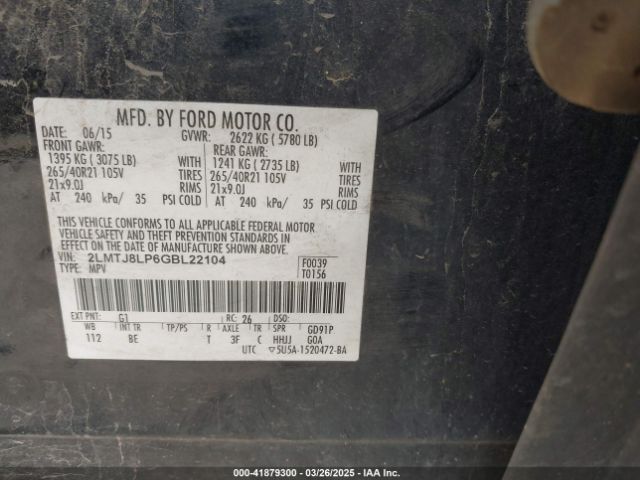 MFD. BY FORD MOTOR CO.
DATE: 06/15 GVWR: 2622 KG ( 5780 LB)
FRONT GAWR: REAR GAWR:
1395 KG ( 3075 LB) WITH 1241 KG ( 2735 LB) WITH
265/40R21 105V TIRES 265/40R21 105V TIRES
21x9.0J RIMS 21x9.0J RIMS
AT 240 kPa/ 35 PSI COLD AT 240 kPa/ 35 PSI COLD
THIS VEHICLE CONFORMS TO ALL APPLICABLE FEDERAL MOTOR
VEHICLE SAFETY AND THEFT PREVENTION STANDARDS IN
EFFECT ON THE DATE OF MANUFACTURE SHOWN ABOVE.
VIN: 2LMTJ8LP6GBL22104 F0039
TYPE: MPV T0156
EXT PNT: G1 RC: 26 DSO:
WB INT TR TP/PS R AXLE TR SPR GD91P
112 BE T 3F C HHJJ G0A
UTC ▽5U5A-1520472-BA
000-41879300 | 03/26/2025 | IAA Inc.